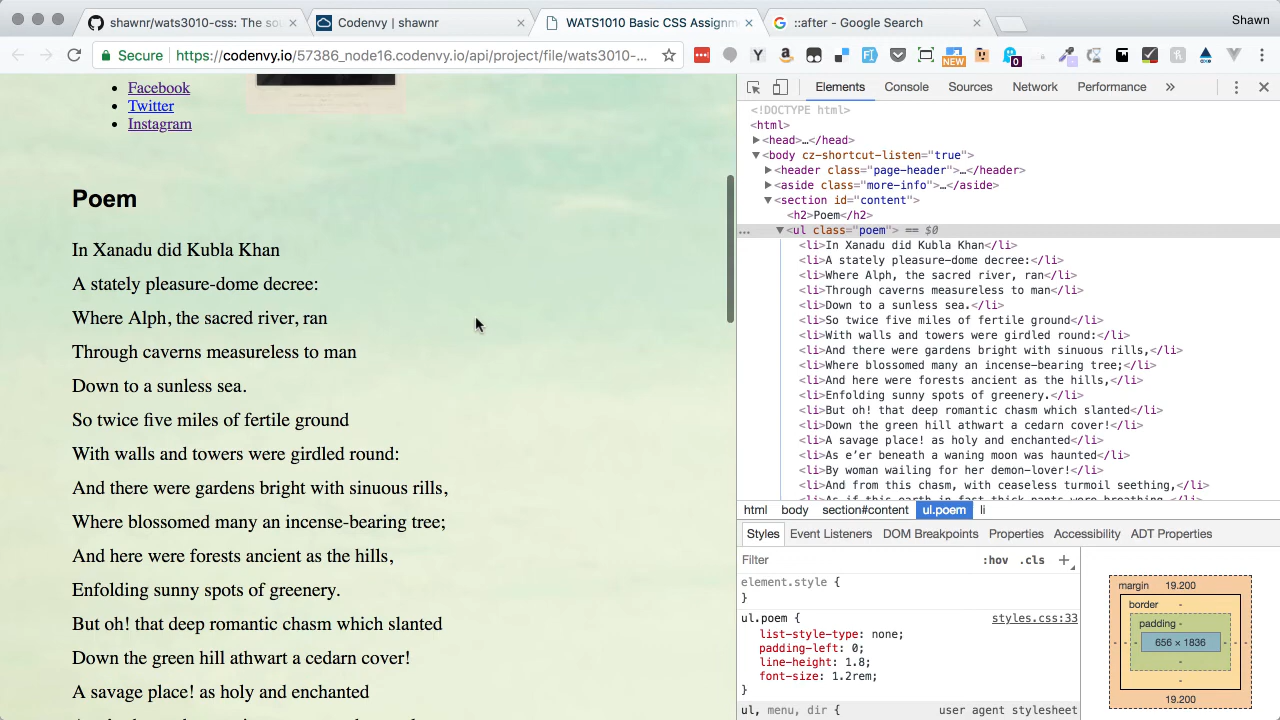 shawnr/wats3010-css: The so
Codenvy | shawnr
WATS1010 Basic CSS Assignm
::after - Google Search
Shawn
Secure
https://codenvy.io/57386_node16.codenvy.io/api/project/file/wats3010-...
Facebook
Twitter
Instagram
Poem
In Xanadu did Kubla Khan
A stately pleasure-dome decree:
Where Alph, the sacred river, ran
Through caverns measureless to man
Down to a sunless sea.
So twice five miles of fertile ground
With walls and towers were girdled round:
And there were gardens bright with sinuous rills,
Where blossomed many an incense-bearing tree;
And here were forests ancient as the hills,
Enfolding sunny spots of greenery.
But oh! that deep romantic chasm which slanted
Down the green hill athwart a cedarn cover!
A savage place! as holy and enchanted
Elements Console Sources Network Performance »
<!DOCTYPE html>
<html>
<head>…</head>
<body cz-shortcut-listen="true">
<header class="page-header">…</header>
<aside class="more-info">…</aside>
<section id="content">
<h2>Poem</h2>
... <ul class="poem"> == $0
<li>In Xanadu did Kubla Khan</li>
<li>A stately pleasure-dome decree:</li>
<li>Where Alph, the sacred river, ran</li>
<li>Through caverns measureless to man</li>
<li>Down to a sunless sea.</li>
<li>So twice five miles of fertile ground</li>
<li>With walls and towers were girdled round:</li>
<li>And there were gardens bright with sinuous rills,</li>
<li>Where blossomed many an incense-bearing tree;</li>
<li>And here were forests ancient as the hills,</li>
<li>Enfolding sunny spots of greenery.</li>
<li>But oh! that deep romantic chasm which slanted</li>
<li>Down the green hill athwart a cedarn cover!</li>
<li>A savage place! as holy and enchanted</li>
<li>As e'er beneath a waning moon was haunted</li>
<li>By woman wailing for her demon-lover!</li>
<li>And from this chasm, with ceaseless turmoil seething,</li>
<li>As if this earth in fast thick pants were breathing,</li>
html body section#content ul.poem li
Styles Event Listeners DOM Breakpoints Properties Accessibility ADT Properties
Filter :hov .cls +
element.style {
}
ul.poem { styles.css:33
list-style-type: none;
padding-left: 0;
line-height: 1.8;
font-size: 1.2rem;
}
ul, menu, dir { user agent stylesheet
margin 19.200
border -
padding -
656 × 1836
-
-
19.200